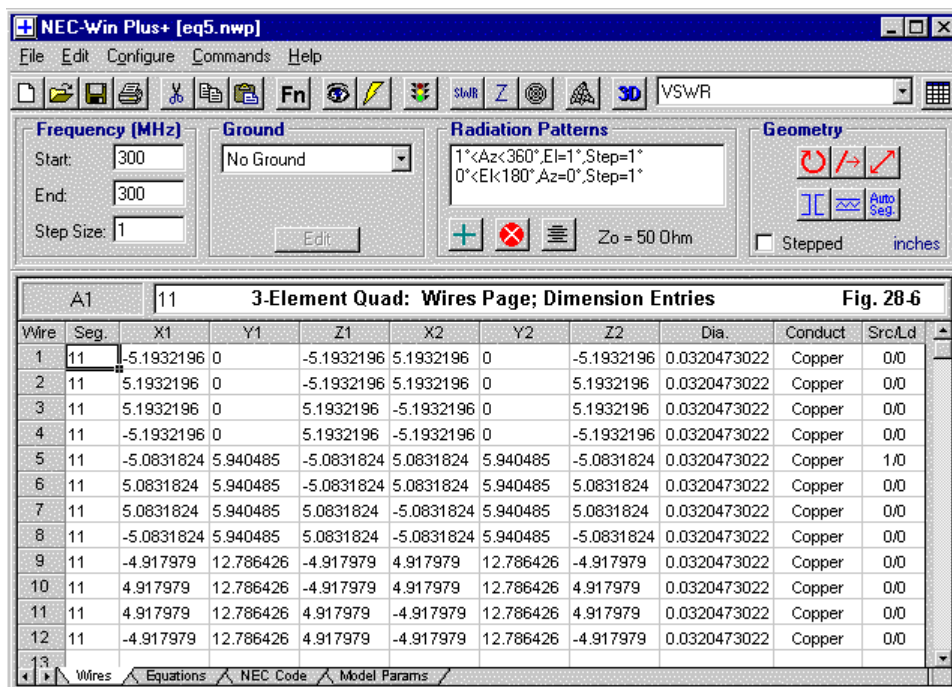 NEC-Win Plus+ [eq5.nwp]
File Edit Configure Commands Help
Fn SWR Z 3D VSWR
Frequency (MHz) Ground Radiation Patterns Geometry
Start: 300 No Ground 1°<Az<360°,El=1°,Step=1°
0°<El<180°,Az=0°,Step=1°
End: 300
Auto Seg.
Step Size: 1 Edit Zo = 50 Ohm Stepped inches
A1 11 3-Element Quad: Wires Page; Dimension Entries Fig. 28-6
Wire Seg. X1 Y1 Z1 X2 Y2 Z2 Dia. Conduct Src/Ld
1 11 -5.1932196 0 -5.1932196 5.1932196 0 -5.1932196 0.0320473022 Copper 0/0
2 11 5.1932196 0 -5.1932196 5.1932196 0 5.1932196 0.0320473022 Copper 0/0
3 11 5.1932196 0 5.1932196 -5.1932196 0 5.1932196 0.0320473022 Copper 0/0
4 11 -5.1932196 0 5.1932196 -5.1932196 0 -5.1932196 0.0320473022 Copper 0/0
5 11 -5.0831824 5.940485 -5.0831824 5.0831824 5.940485 -5.0831824 0.0320473022 Copper 1/0
6 11 5.0831824 5.940485 -5.0831824 5.0831824 5.940485 5.0831824 0.0320473022 Copper 0/0
7 11 5.0831824 5.940485 5.0831824 -5.0831824 5.940485 5.0831824 0.0320473022 Copper 0/0
8 11 -5.0831824 5.940485 5.0831824 -5.0831824 5.940485 -5.0831824 0.0320473022 Copper 0/0
9 11 -4.917979 12.786426 -4.917979 4.917979 12.786426 -4.917979 0.0320473022 Copper 0/0
10 11 4.917979 12.786426 -4.917979 4.917979 12.786426 4.917979 0.0320473022 Copper 0/0
11 11 4.917979 12.786426 4.917979 -4.917979 12.786426 4.917979 0.0320473022 Copper 0/0
12 11 -4.917979 12.786426 4.917979 -4.917979 12.786426 -4.917979 0.0320473022 Copper 0/0
13
Wires Equations NEC Code Model Params